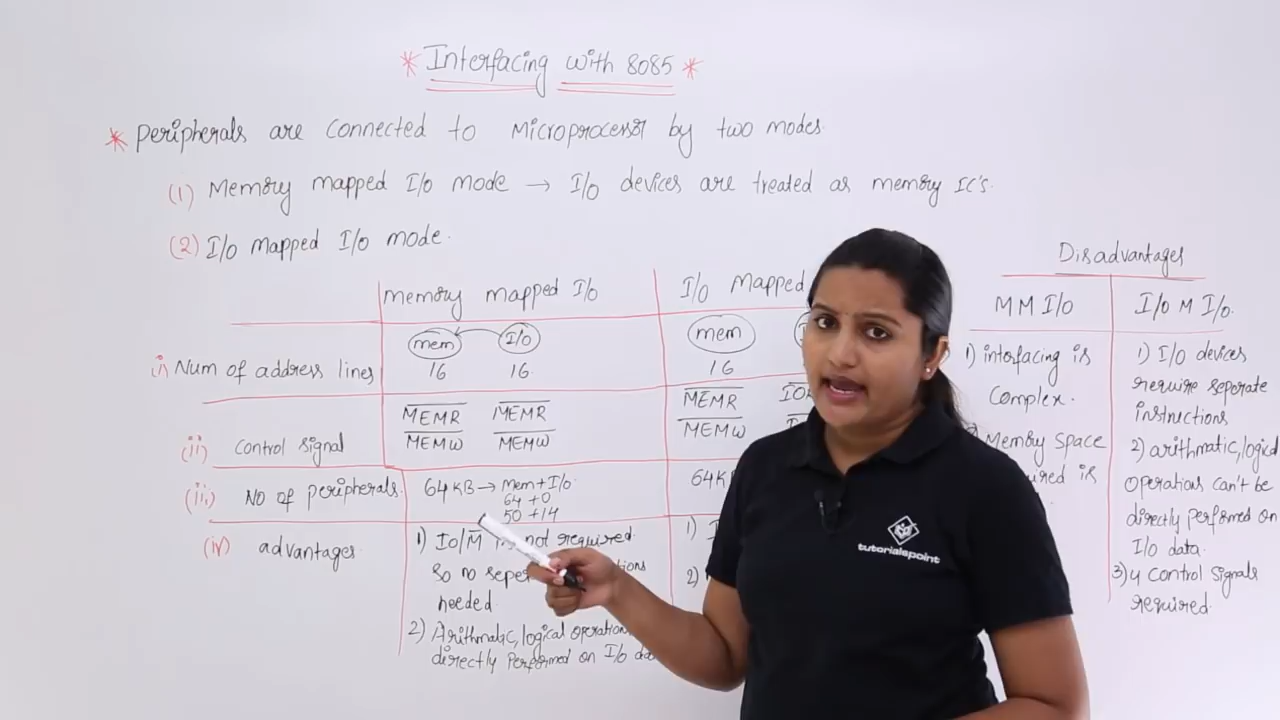 * Interfacing with 8085 *
* Peripherals are connected to Microprocessor by two modes.
(1) Memory mapped I/O mode → I/O devices are treated as memory IC's.
(2) I/O mapped I/O mode.
Memory mapped I/O
I/O Mapped
mem I/O
mem
(i) Num of address lines
16 16
16
(ii) control signal
MEMR MEMR
MEMW MEMW
MEMR
MEMW
(iii) No of peripherals.
64KB → Mem+I/O
64+0
50+14
(iv) advantages
1) IO/M is not required
So no
needed.
2) Arithmatic, logical operation
directly performed on I/O
1)
2)
Disadvantages
MM I/O
I/O M I/O.
1) interfacing is
Complex.
Memory Space
is
1) I/O devices
require seperate
instructions
2) arithmatic, logical
operations can't be
directly performed on
I/O data.
3) 4 Control Signals
required.
tutorialspoint